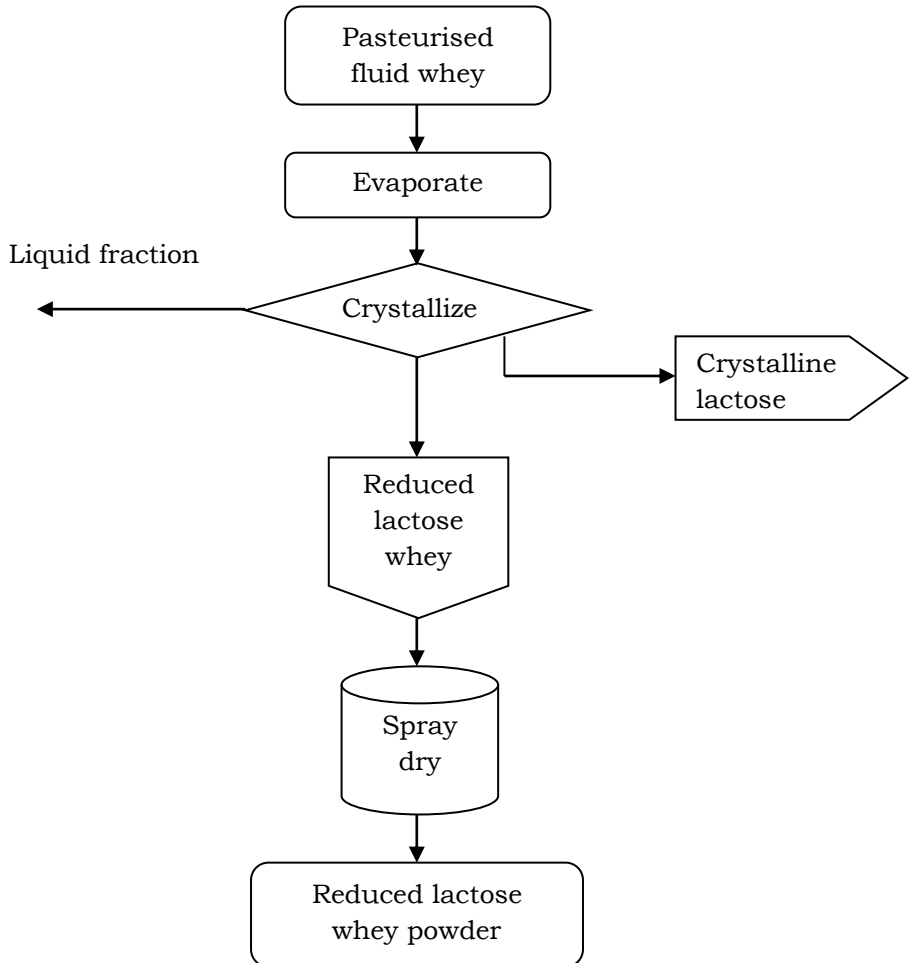 Pasteurised
fluid whey
Evaporate
Liquid fraction
Crystallize
Crystalline
lactose
Reduced
lactose
whey
Spray
dry
Reduced lactose
whey powder